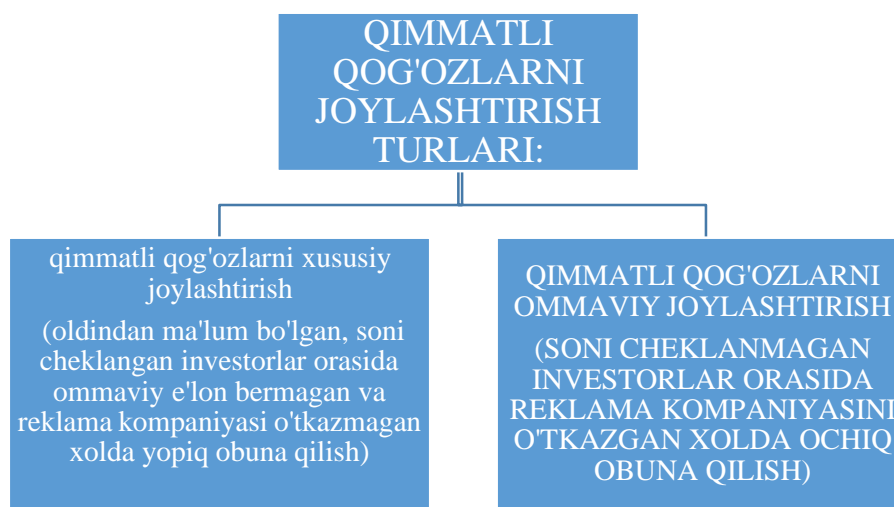 QIMMATLI
QOG'OZLARNI
JOYLASHTIRISH
TURLARI:
qimmatli qog'ozlarni xususiy
joylashtirish
(oldindan ma'lum bo'lgan, soni
cheklangan investorlar orasida
ommaviy e'lon bermagan va
reklama kompaniyasi o'tkazmagan
xolda yopiq obuna qilish)
QIMMATLI QOG'OZLARNI
OMMAVIY JOYLASHTIRISH
(SONI CHEKLANMAGAN
INVESTORLAR ORASIDA
REKLAMA KOMPANIYASINI
O'TKAZGAN XOLDA OCHIQ
OBUNA QILISH)